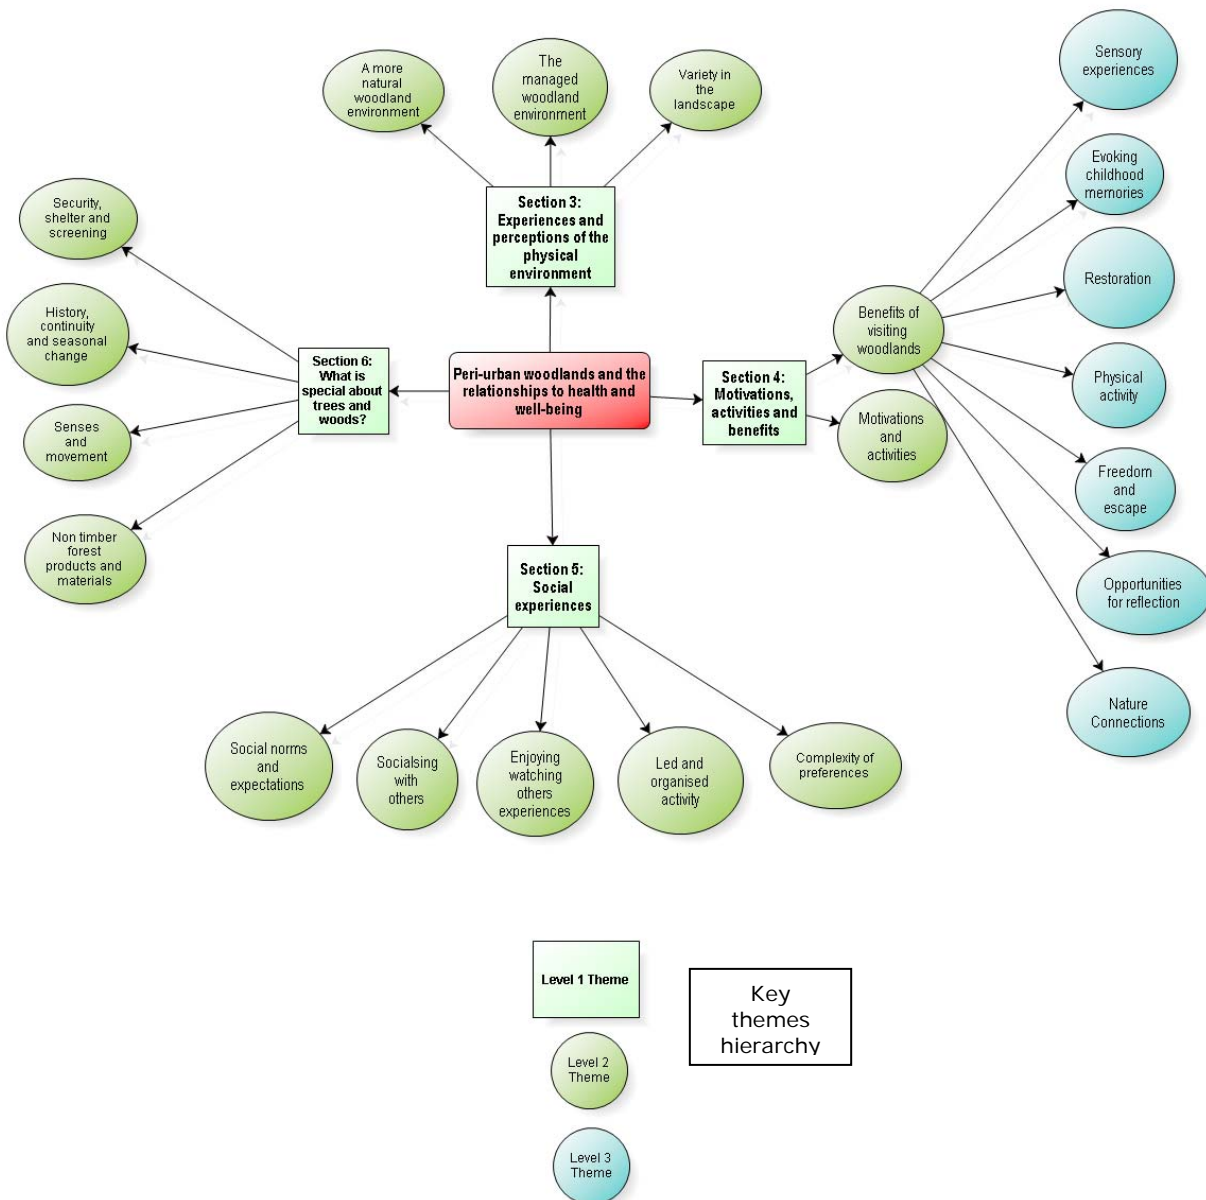 A more
natural
woodland
environment
The
managed
woodland
environment
Variety in
the
landscape
Sensory
experiences
Evoking
childhood
memories
Restoration
Physical
activity
Freedom
and
escape
Opportunities
for reflection
Nature
Connections
Security,
shelter and
screening
History,
continuity
and seasonal
change
Senses
and
movement
Non timber
forest
products and
materials
Section 3:
Experiences and
perceptions of the
physical
environment
Section 6:
What is
special about
trees and
woods?
Peri-urban woodlands and the
relationships to health and
well-being
Section 4:
Motivations,
activities and
benefits
Benefits of
visiting
woodlands
Motivations
and
activities
Section 5:
Social
experiences
Social norms
and
expectations
Socialsing
with
others
Enjoying
watching
others
experiences
Led and
organised
activity
Complexity of
preferences
Level 1 Theme
Level 2
Theme
Level 3
Theme
Key
themes
hierarchy